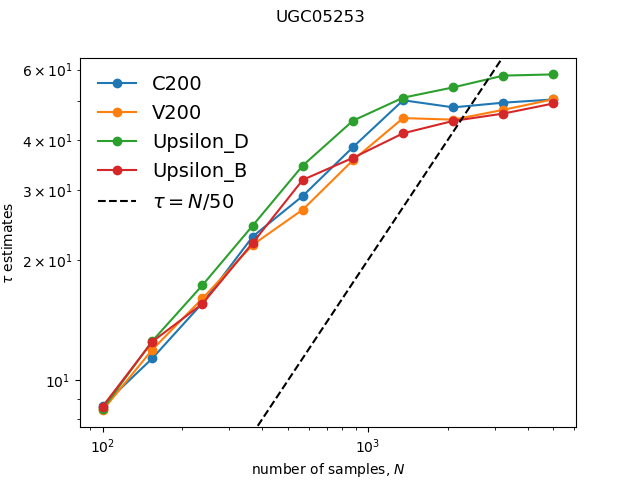 UGC05253
6 × 10¹
4 × 10¹
3 × 10¹
2 × 10¹
10¹
τ estimates
C200
V200
Upsilon_D
Upsilon_B
τ = N/50
10² 10³
number of samples, N